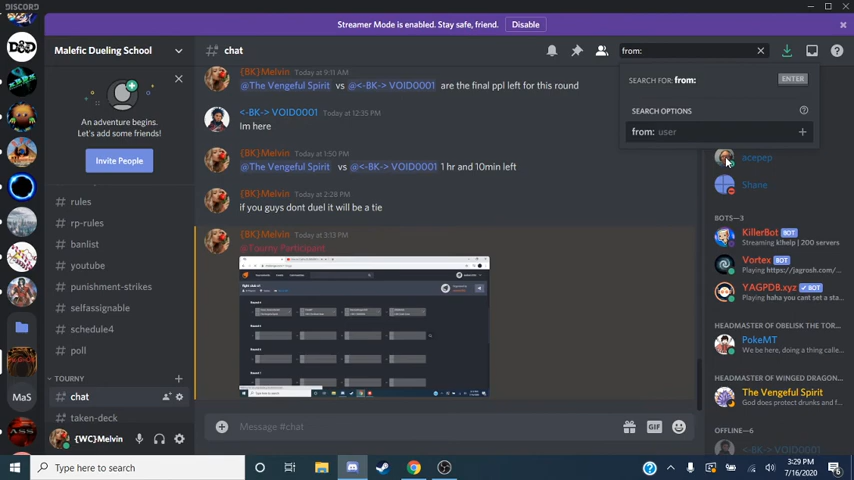 DISCORD
Streamer Mode is enabled. Stay safe, friend. Disable
Malefic Dueling School
# chat
from:
SEARCH FOR: from: ENTER
SEARCH OPTIONS
from: user
D&D
An adventure begins.
Let's add some friends!
Invite People
rules
rp-rules
banlist
youtube
punishment-strikes
selfassignable
schedule4
poll
TOURNY
chat
taken-deck
MaS
ASS
{WC}Melvin
{BK}Melvin Today at 9:11 AM
@The Vengeful Spirit vs @<-BK-> VOID0001 are the final ppl left for this round
<-BK-> VOID0001 Today at 12:35 PM
Im here
{BK}Melvin Today at 1:50 PM
@The Vengeful Spirit vs @<-BK-> VOID0001 1 hr and 10min left
{BK}Melvin Today at 2:28 PM
if you guys dont duel it will be a tie
{BK}Melvin Today at 3:13 PM
@Tourny Participant
Message #chat
GIF
acepep
Shane
BOTS—3
KillerBot BOT
Streaming k!help | 200 servers
Vortex BOT
Playing https://jagrosh.com/a...
YAGPDB.xyz BOT
Playing haha you cant set a sta...
HEADMASTER OF OBELISK THE TOR...
PokeMT
We be here, doing a thing calle...
HEADMASTER OF WINGED DRAGON...
The Vengeful Spirit
God does protect drunks and f...
OFFLINE—6
<-BK-> VOID0001
Type here to search
3:29 PM
7/16/2020